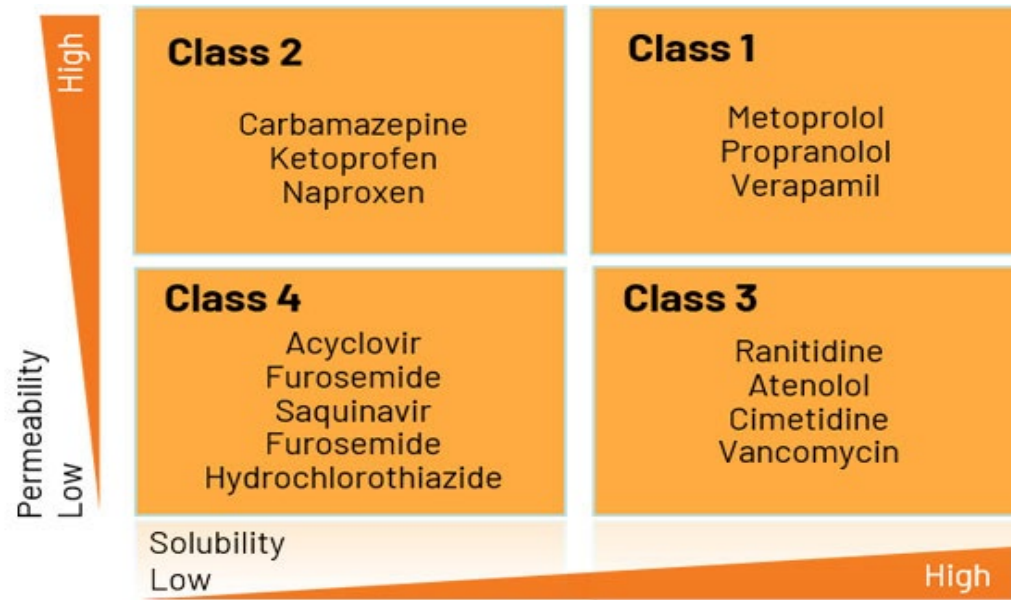 High
Permeability
Low
Class 2
Carbamazepine
Ketoprofen
Naproxen
Class 1
Metoprolol
Propranolol
Verapamil
Class 4
Acyclovir
Furosemide
Saquinavir
Furosemide
Hydrochlorothiazide
Class 3
Ranitidine
Atenolol
Cimetidine
Vancomycin
Solubility
Low
High